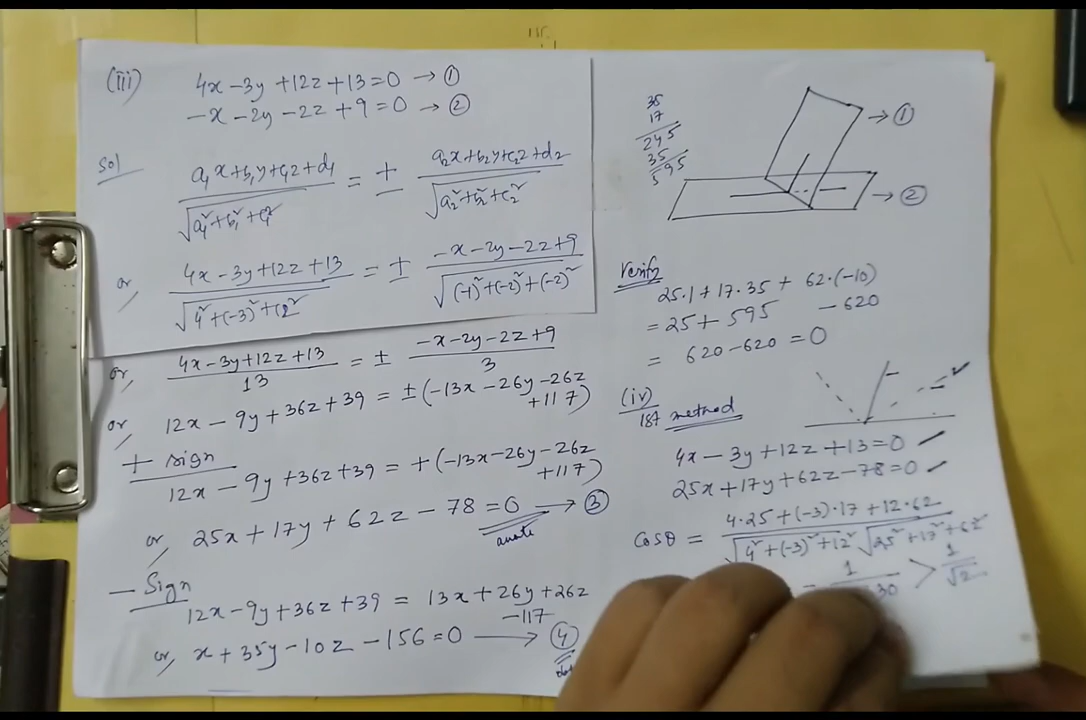 (iii) 4x - 3y + 12z + 13 = 0 → ①
-x - 2y - 2z + 9 = 0 → ②
Sol
(a₁x + b₁y + c₁z + d₁)/√(a₁² + b₁² + c₁²) = ± (a₂x + b₂y + c₂z + d₂)/√(a₂² + b₂² + c₂²)
or, (4x - 3y + 12z + 13)/√(4² + (-3)² + 12²) = ± (-x - 2y - 2z + 9)/√((-1)² + (-2)² + (-2)²)
or, (4x - 3y + 12z + 13)/13 = ± (-x - 2y - 2z + 9)/3
or, 12x - 9y + 36z + 39 = ± (-13x - 26y - 26z
+ 117)
+ sign
12x - 9y + 36z + 39 = + (-13x - 26y - 26z
+ 117)
or, 25x + 17y + 62z - 78 = 0 → ③
acute
- Sign
12x - 9y + 36z + 39 = 13x + 26y + 26z
- 117
or, x + 35y - 10z - 156 = 0 → ④
35
17
245
35
595
→ ①
→ ②
verify
25.1 + 17.35 + 62.(-10)
= 25 + 595 - 620
= 620 - 620 = 0
(iv)
1st method
4x - 3y + 12z + 13 = 0
25x + 17y + 62z - 78 = 0
cosθ = (4.25 + (-3).17 + 12.62)/(√(4² + (-3)² + 12²) √(25² + 17² + 62²))
> 1/√2